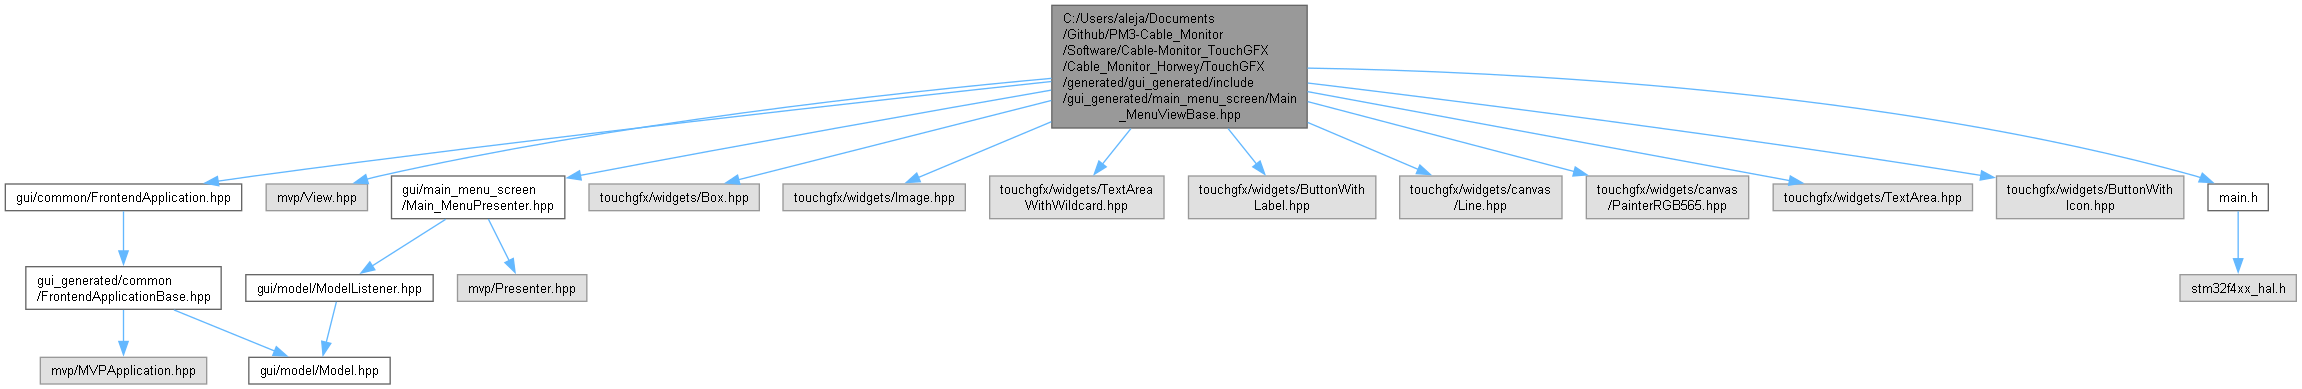 C:/Users/aleja/Documents
/Github/PM3-Cable_Monitor
/Software/Cable-Monitor_TouchGFX
/Cable_Monitor_Horwey/TouchGFX
/generated/gui_generated/include
/gui_generated/main_menu_screen/Main
_MenuViewBase.hpp
gui/common/FrontendApplication.hpp
mvp/View.hpp
gui/main_menu_screen
/Main_MenuPresenter.hpp
touchgfx/widgets/Box.hpp
touchgfx/widgets/Image.hpp
touchgfx/widgets/TextArea
WithWildcard.hpp
touchgfx/widgets/ButtonWith
Label.hpp
touchgfx/widgets/canvas
/Line.hpp
touchgfx/widgets/canvas
/PainterRGB565.hpp
touchgfx/widgets/TextArea.hpp
touchgfx/widgets/ButtonWith
Icon.hpp
main.h
gui_generated/common
/FrontendApplicationBase.hpp
gui/model/ModelListener.hpp
mvp/Presenter.hpp
stm32f4xx_hal.h
mvp/MVPApplication.hpp
gui/model/Model.hpp